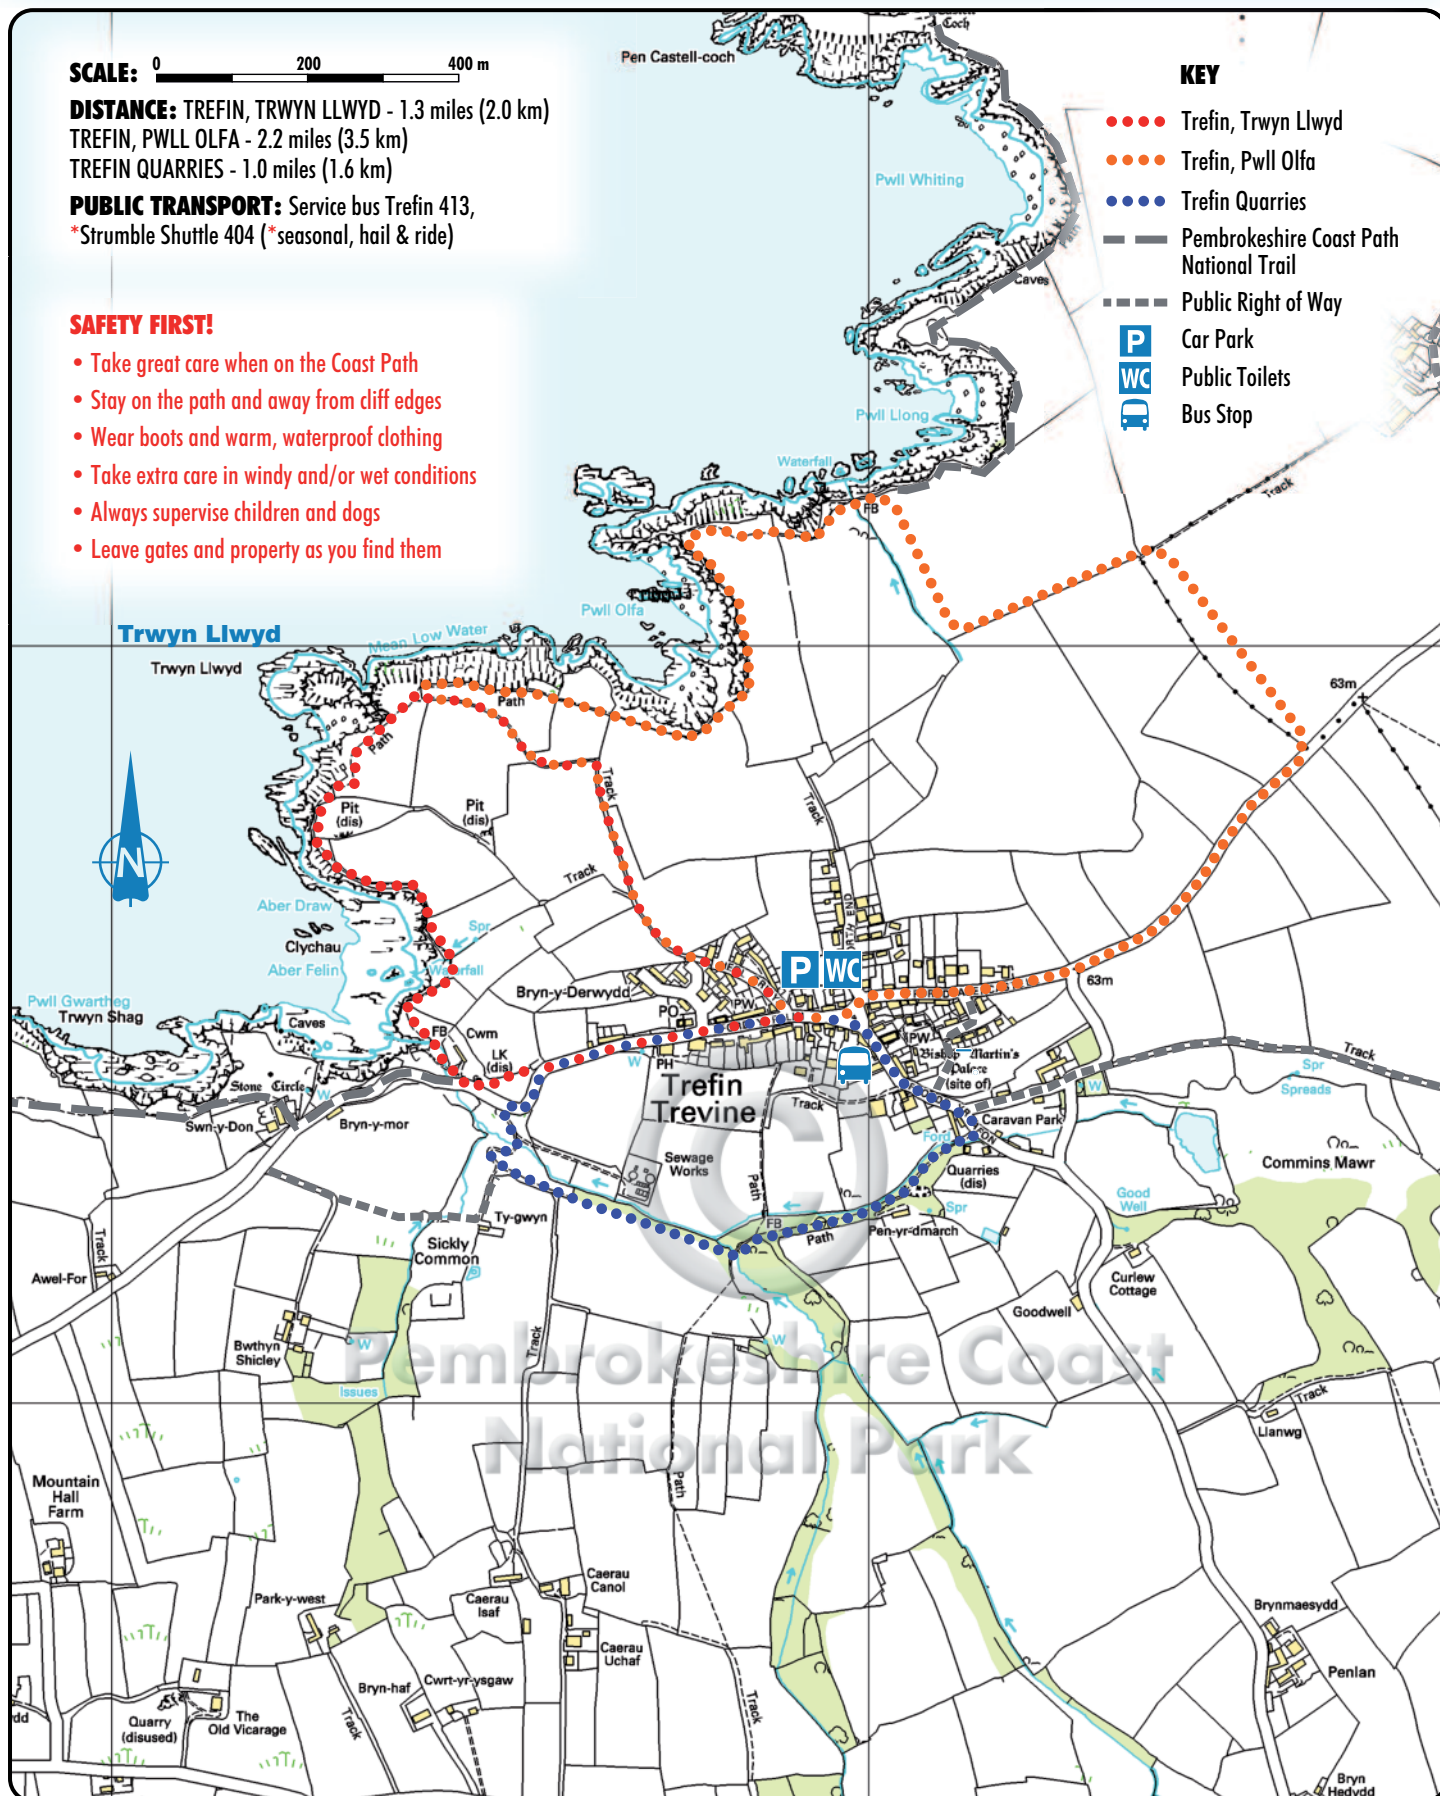 SCALE: 0 200 400 m
DISTANCE: TREFIN, TRWYN LLWYD - 1.3 miles (2.0 km)
TREFIN, PWLL OLFA - 2.2 miles (3.5 km)
TREFIN QUARRIES - 1.0 miles (1.6 km)
PUBLIC TRANSPORT: Service bus Trefin 413,
*Strumble Shuttle 404 (*seasonal, hail & ride)
SAFETY FIRST!
• Take great care when on the Coast Path
• Stay on the path and away from cliff edges
• Wear boots and warm, waterproof clothing
• Take extra care in windy and/or wet conditions
• Always supervise children and dogs
• Leave gates and property as you find them
KEY
Trefin, Trwyn Llwyd
Trefin, Pwll Olfa
Trefin Quarries
Pembrokeshire Coast Path
National Trail
Public Right of Way
P Car Park
WC Public Toilets
Bus Stop
Coch
Pen Castell-coch
Pwll Whiting
Path
Caves
Pwll Llong
Waterfall
FB
Track
Pwll Olfa
Trwyn Llwyd
Mean Low Water
Trwyn Llwyd
63m
Path
Path
N
Pit
(dis)
Pit
(dis)
Track
Track
Track
Aber Draw
Clychau
Aber Felin
Spr
Waterfall
P WC
63m
Bryn-y-Derwydd
PW
PO
Pwll Gwartheg
Trwyn Shag
Caves
FB
Cwm
LK
(dis)
W
PH
PW
Bishop Martin's
Palace
(site of)
Track
Spr
Spreads
Trefin
Trevine
Track
Stone Circle
W
W
Swn-y-Don
Bryn-y-mor
Caravan Park
Ford
Sewage
Works
Path
Quarries
(dis)
Commins Mawr
Good
Well
Spr
Ty-gwyn
FB
Path
Pen-yr-dmarch
Sickly
Common
Track
Awel-For
Curlew
Cottage
Goodwell
Bwthyn
Shicley
W
Track
W
Issues
Pembrokeshire Coast
National Park
Track
Llanwg
Path
Mountain
Hall
Farm
Park-y-west
Caerau
Isaf
Caerau
Canol
Brynmaesydd
Caerau
Uchaf
Penlan
Bryn-haf
Cwrt-yr-ysgaw
Quarry
(disused)
The
Old Vicarage
Track
Track
Bryn
Hedydd